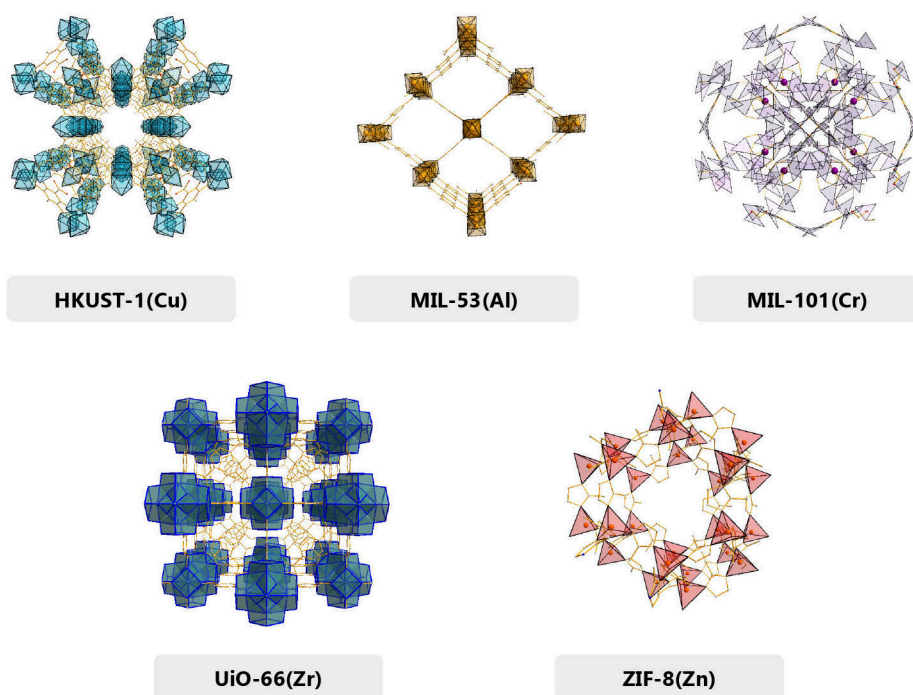 HKUST-1(Cu)
MIL-53(Al)
MIL-101(Cr)
UiO-66(Zr)
ZIF-8(Zn)